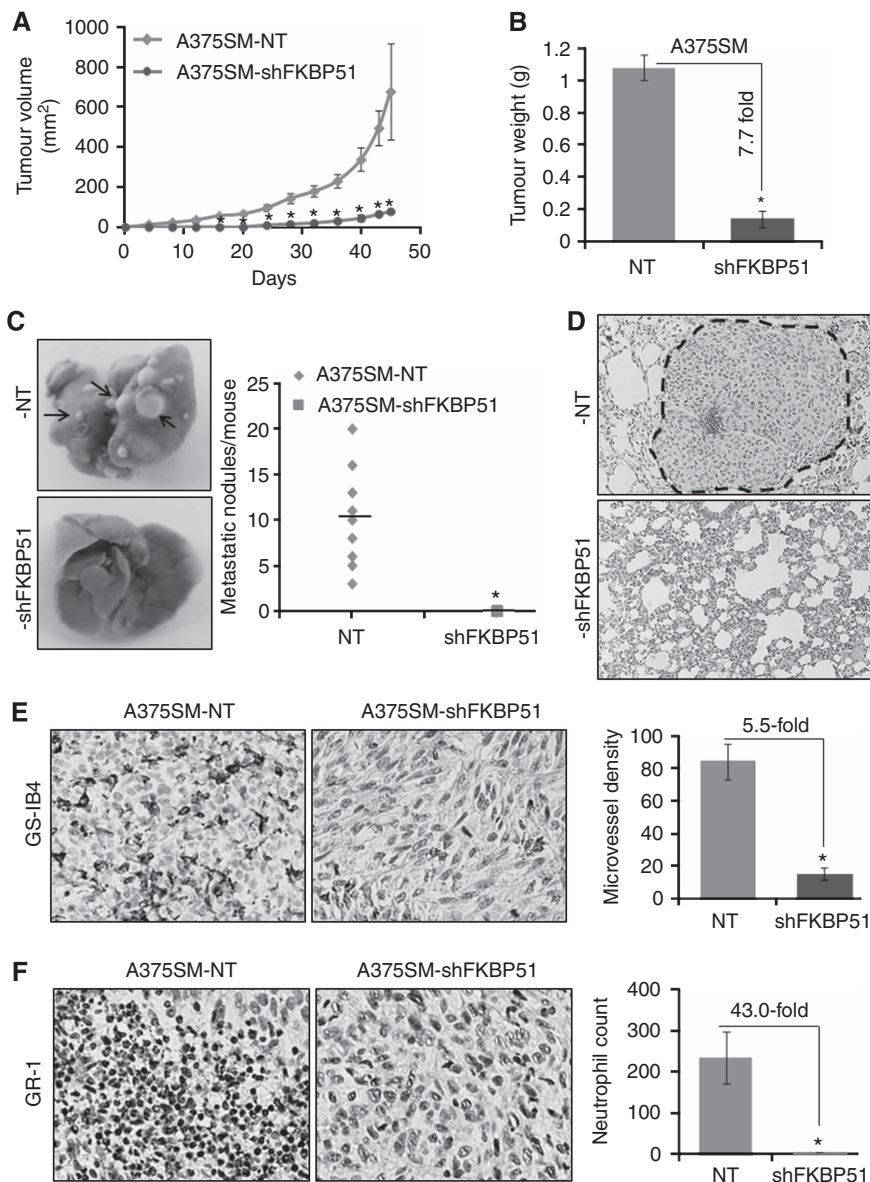 A
1000
800
600
400
200
0
Tumour volume
(mm²)
A375SM-NT
A375SM-shFKBP51
* * * * * * * * *
0 10 20 30 40 50
Days
B
1.2
1
0.8
0.6
0.4
0.2
0
Tumour weight (g)
A375SM
7.7 fold
*
NT shFKBP51
C
-NT
-shFKBP51
Metastatic nodules/mouse
25
20
15
10
5
0
A375SM-NT
A375SM-shFKBP51
*
NT shFKBP51
D
-NT
-shFKBP51
E
A375SM-NT A375SM-shFKBP51
GS-IB4
Microvessel density
100
80
60
40
20
0
5.5-fold
*
NT shFKBP51
F
A375SM-NT A375SM-shFKBP51
GR-1
Neutrophil count
400
300
200
100
0
43.0-fold
*
NT shFKBP51